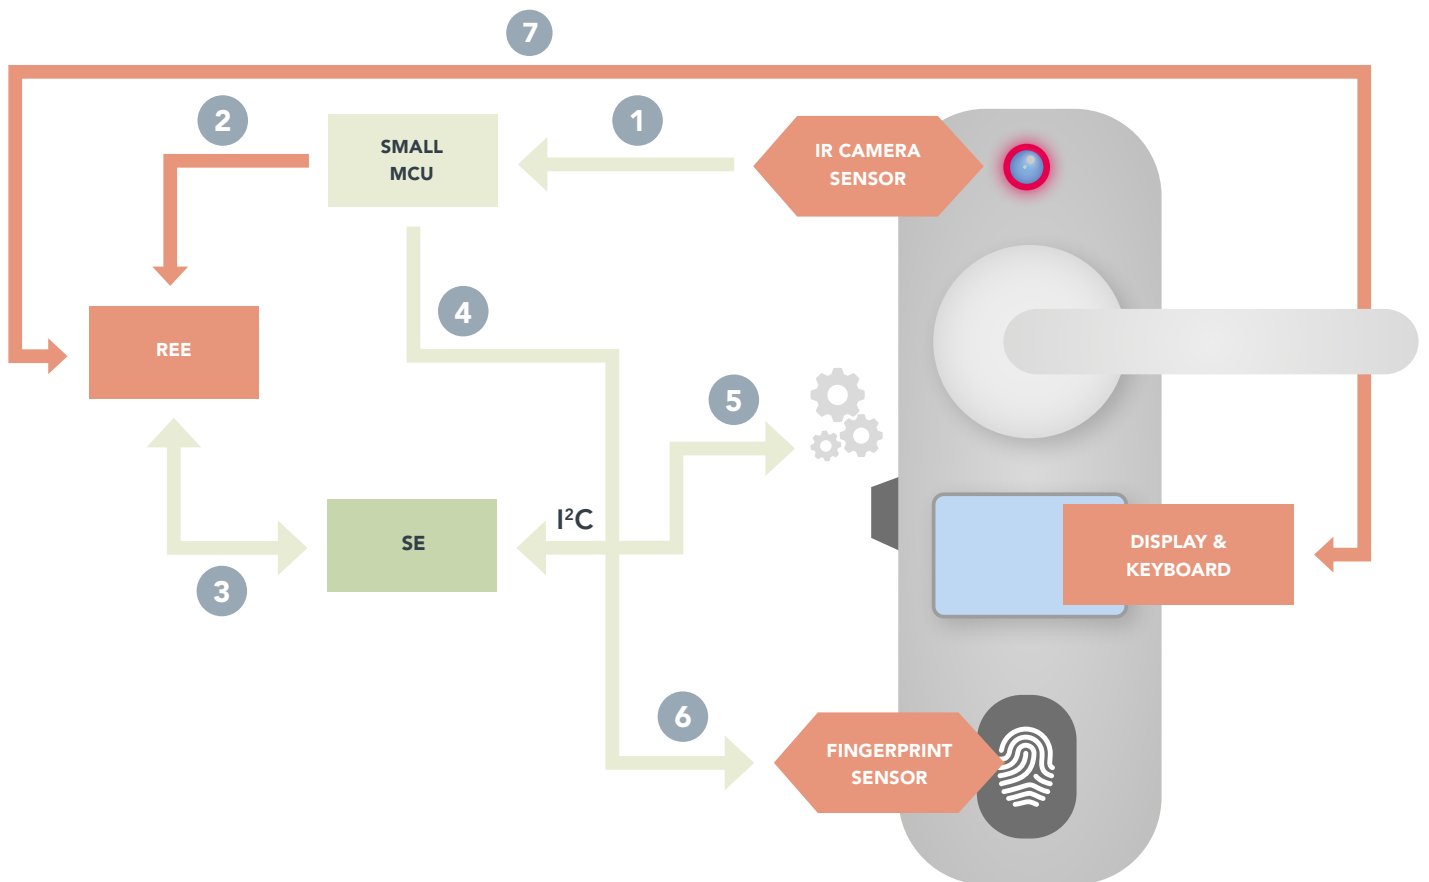 7
2
1
SMALL
MCU
IR CAMERA
SENSOR
4
REE
5
I²C
SE
DISPLAY &
KEYBOARD
3
6
FINGERPRINT
SENSOR